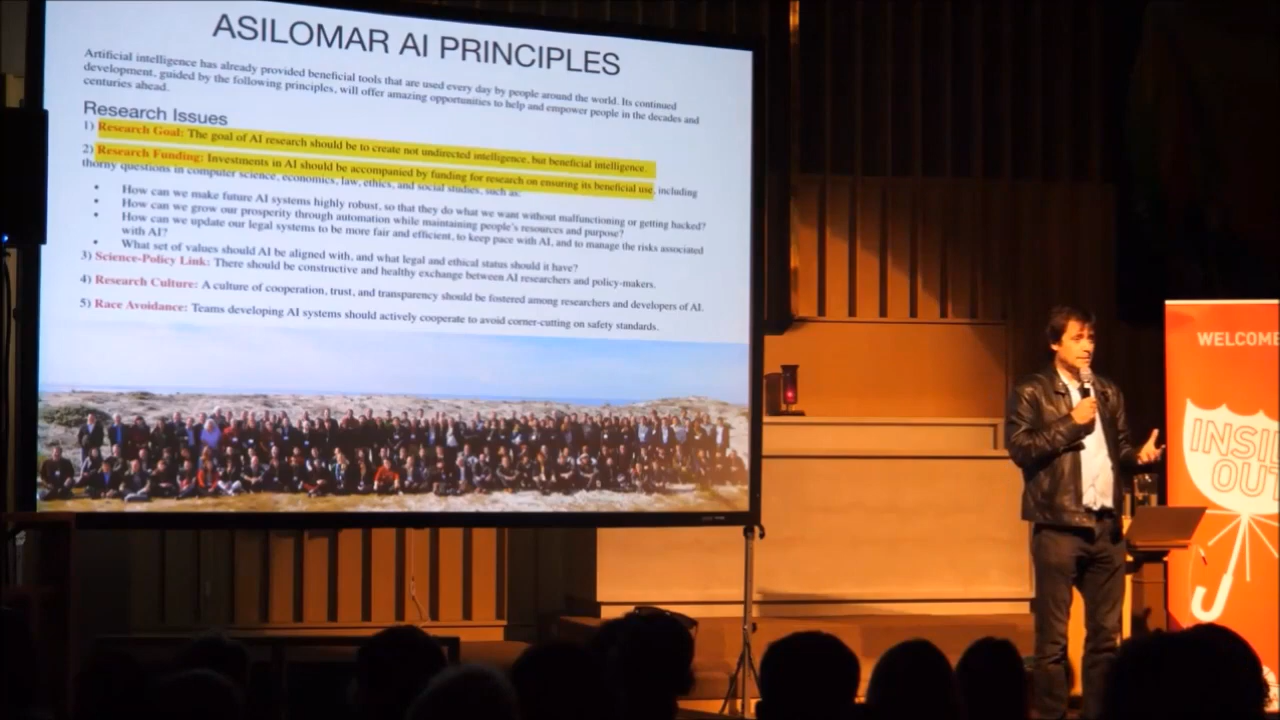 ASILOMAR AI PRINCIPLES
Artificial intelligence has already provided beneficial tools that are used every day by people around the world. Its continued
development, guided by the following principles, will offer amazing opportunities to help and empower people in the decades and
centuries ahead.
Research Issues
1) Research Goal: The goal of AI research should be to create not undirected intelligence, but beneficial intelligence.
2) Research Funding: Investments in AI should be accompanied by funding for research on ensuring its beneficial use, including
thorny questions in computer science, economics, law, ethics, and social studies, such as:
• How can we make future AI systems highly robust, so that they do what we want without malfunctioning or getting hacked?
• How can we grow our prosperity through automation while maintaining people's resources and purpose?
• How can we update our legal systems to be more fair and efficient, to keep pace with AI, and to manage the risks associated
with AI?
• What set of values should AI be aligned with, and what legal and ethical status should it have?
3) Science-Policy Link: There should be constructive and healthy exchange between AI researchers and policy-makers.
4) Research Culture: A culture of cooperation, trust, and transparency should be fostered among researchers and developers of AI.
5) Race Avoidance: Teams developing AI systems should actively cooperate to avoid corner-cutting on safety standards.
WELCOME
INSI
OUT